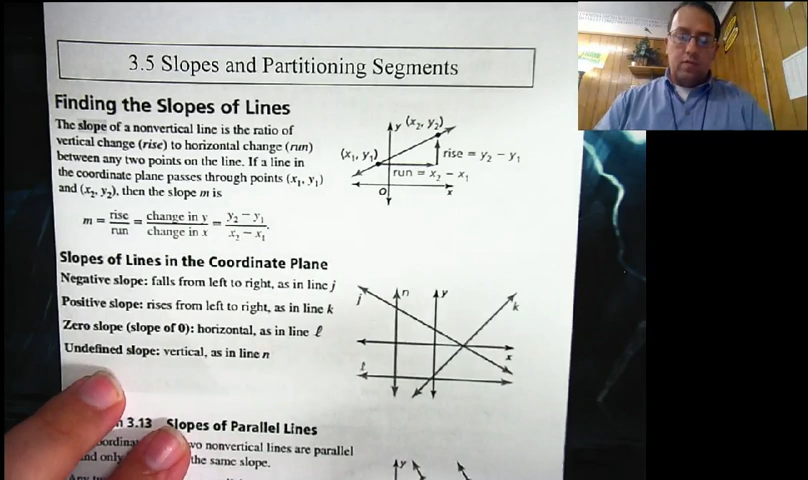 3.5 Slopes and Partitioning Segments
Finding the Slopes of Lines
The slope of a nonvertical line is the ratio of
vertical change (rise) to horizontal change (run)
between any two points on the line. If a line in
the coordinate plane passes through points (x₁, y₁)
and (x₂, y₂), then the slope m is
m = rise/run = change in y/change in x = y₂ − y₁/x₂ − x₁.
y (x₂, y₂)
(x₁, y₁)
rise = y₂ − y₁
run = x₂ − x₁
O x
Slopes of Lines in the Coordinate Plane
Negative slope: falls from left to right, as in line j
Positive slope: rises from left to right, as in line k
Zero slope (slope of 0): horizontal, as in line ℓ
Undefined slope: vertical, as in line n
j n y k
x
ℓ
3.13 Slopes of Parallel Lines
two nonvertical lines are parallel
the same slope.
y